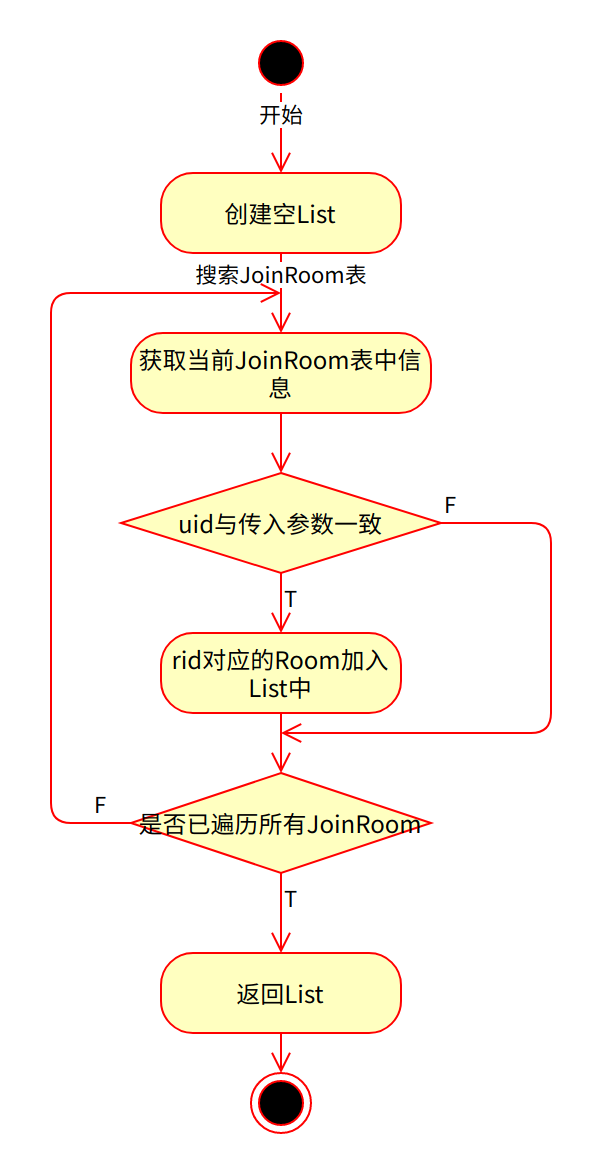 开始
创建空List
搜索JoinRoom表
获取当前JoinRoom表中信
息
uid与传入参数一致
F
T
rid对应的Room加入
List中
是否已遍历所有JoinRoom
F
T
返回List